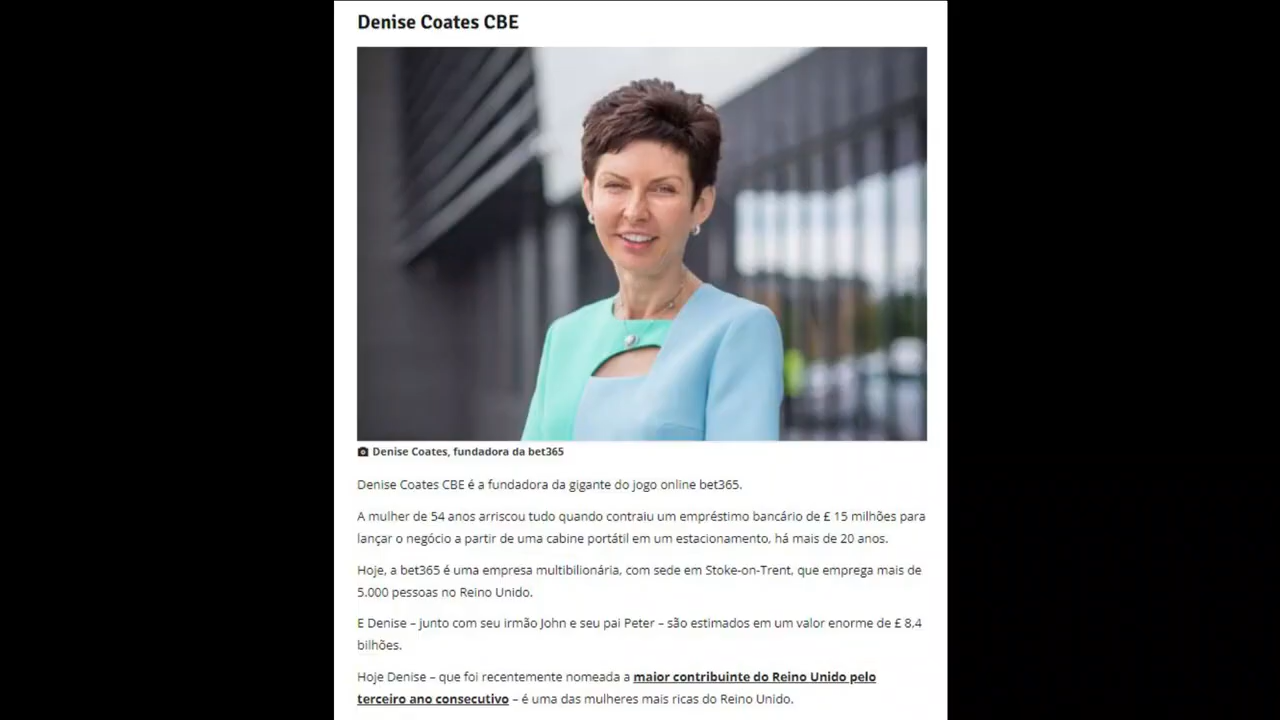 Denise Coates CBE
Denise Coates, fundadora da bet365
Denise Coates CBE é a fundadora da gigante do jogo online bet365.
A mulher de 54 anos arriscou tudo quando contraiu um empréstimo bancário de £ 15 milhões para
lançar o negócio a partir de uma cabine portátil em um estacionamento, há mais de 20 anos.
Hoje, a bet365 é uma empresa multibilionária, com sede em Stoke-on-Trent, que emprega mais de
5.000 pessoas no Reino Unido.
E Denise – junto com seu irmão John e seu pai Peter – são estimados em um valor enorme de £ 8,4
bilhões.
Hoje Denise – que foi recentemente nomeada a maior contribuinte do Reino Unido pelo
terceiro ano consecutivo – é uma das mulheres mais ricas do Reino Unido.